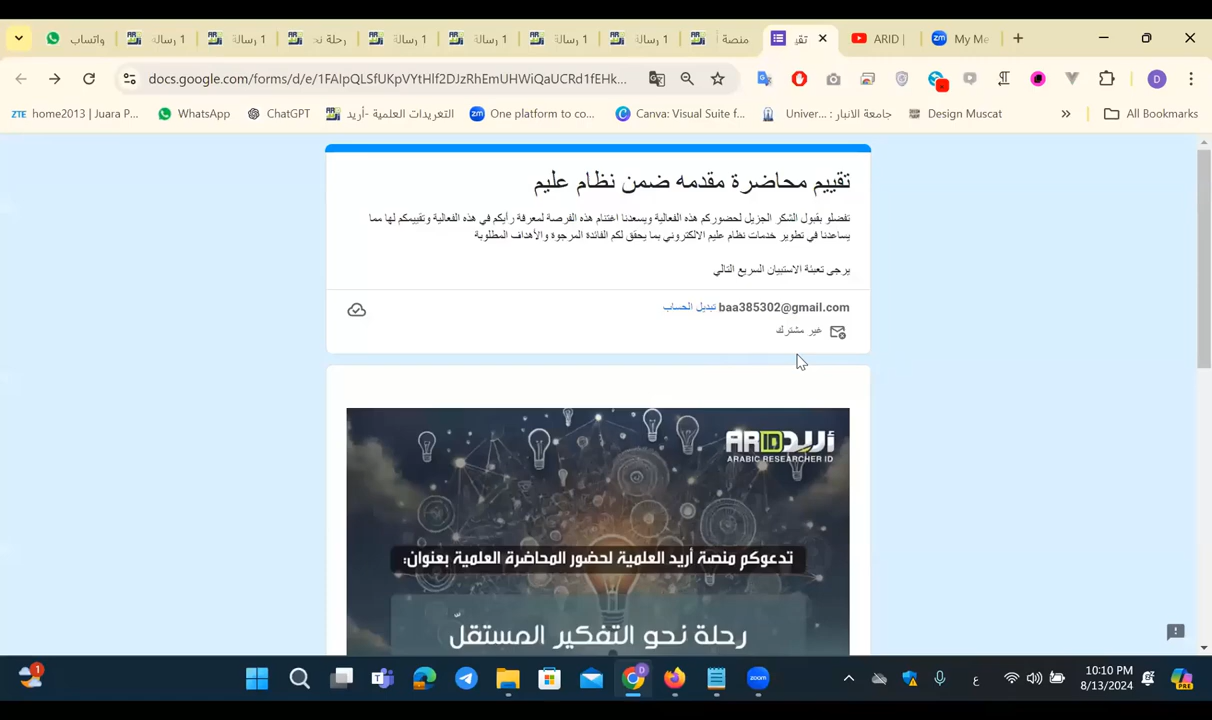 واتساب
1 رسالة
1 رسالة
رحلة نح
1 رسالة
1 رسالة
1 رسالة
1 رسالة
منصة أ
تقي
ARID |
My Me
docs.google.com/forms/d/e/1FAIpQLSfUKpVYtHlf2DJzRhEmUHWiQaUCRd1fEHk...
home2013 | Juara P...
WhatsApp
ChatGPT
التغريدات العلمية -أريد
One platform to co...
Canva: Visual Suite f...
جامعة الانبار : Univer...
Design Muscat
All Bookmarks
تقييم محاضرة مقدمه ضمن نظام عليم
تفضلو بقبول الشكر الجزيل لحضوركم هذه الفعالية ويسعدنا اغتنام هذه الفرصة لمعرفة رأيكم في هذه الفعالية وتقييمكم لها مما
يساعدنا في تطوير خدمات نظام عليم الالكتروني بما يحقق لكم الفائدة المرجوة والأهداف المطلوبة
يرجى تعبئة الاستبيان السريع التالي
baa385302@gmail.com تبديل الحساب
غير مشترك
ARID أريد
ARABIC RESEARCHER ID
تدعوكم منصة أريد العلمية لحضور المحاضرة العلمية بعنوان:
رحلة نحو التفكير المستقلّ
1
ع
10:10 PM
8/13/2024